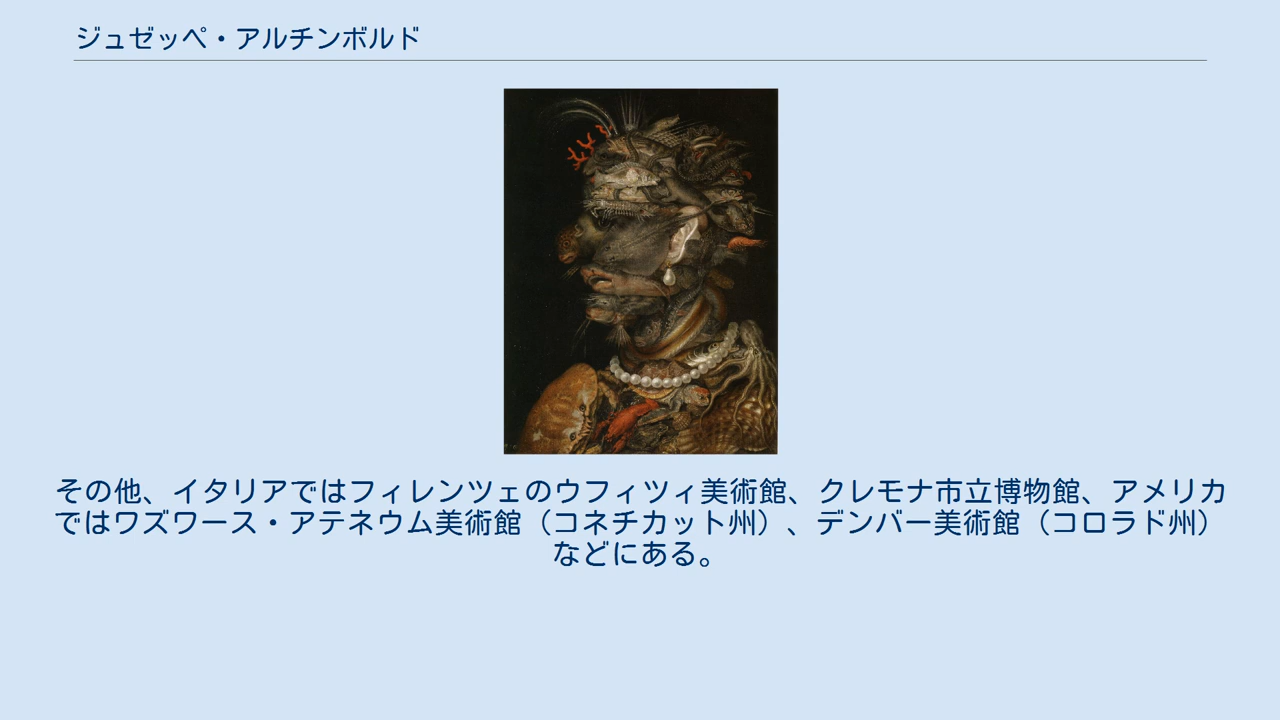 ジュゼッペ・アルチンボルド
その他、イタリアではフィレンツェのウフィツィ美術館、クレモナ市立博物館、アメリカ
ではワズワース・アテネウム美術館（コネチカット州）、デンバー美術館（コロラド州）
などにある。